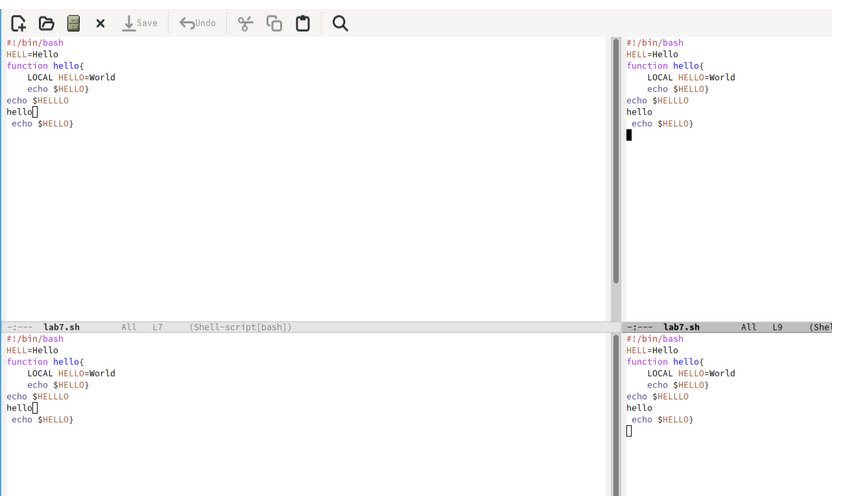 Save Undo
#!/bin/bash
HELL=Hello
function hello{
    LOCAL HELLO=World
    echo $HELLO}
echo $HELLLO
hello
 echo $HELLO}
-:--- lab7.sh All L7 (Shell-script[bash])
#!/bin/bash
HELL=Hello
function hello{
    LOCAL HELLO=World
    echo $HELLO}
echo $HELLLO
hello
 echo $HELLO}
#!/bin/bash
HELL=Hello
function hello{
    LOCAL HELLO=World
    echo $HELLO}
echo $HELLLO
hello
 echo $HELLO}
-:--- lab7.sh All L9 (Shel
#!/bin/bash
HELL=Hello
function hello{
    LOCAL HELLO=World
    echo $HELLO}
echo $HELLLO
hello
 echo $HELLO}